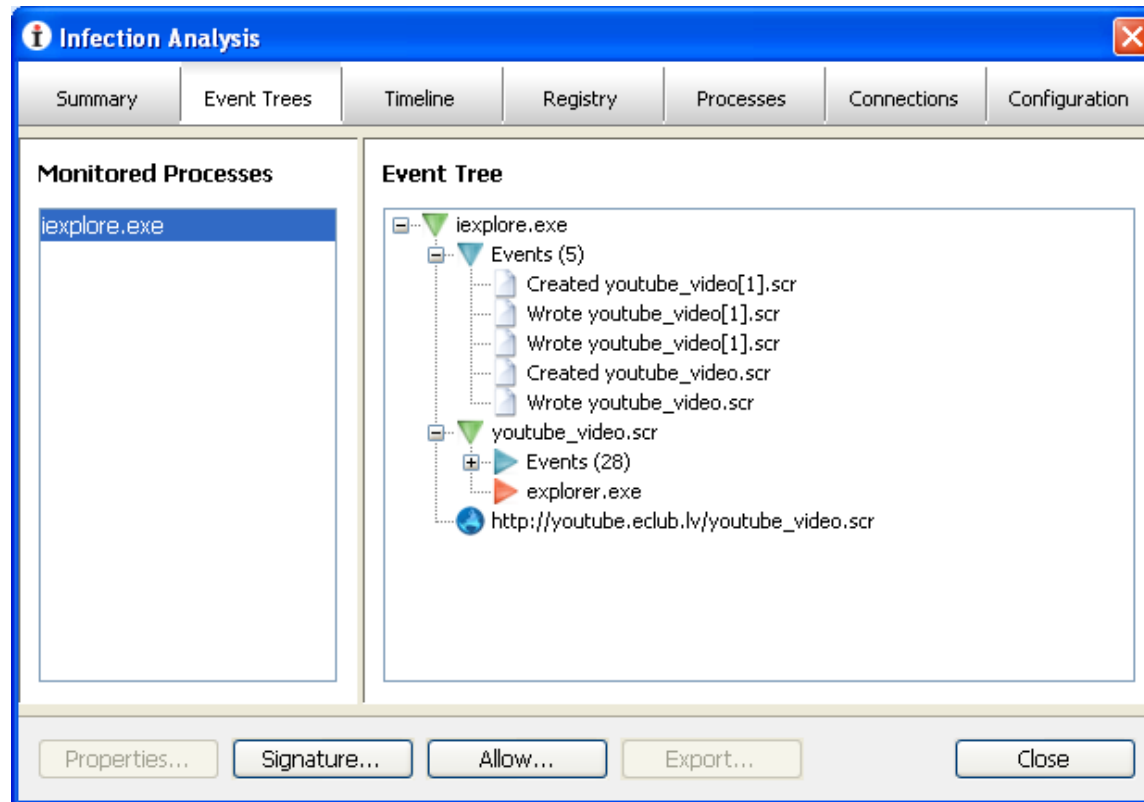 Infection Analysis
Summary Event Trees Timeline Registry Processes Connections Configuration
Monitored Processes
iexplore.exe
Event Tree
iexplore.exe
Events (5)
Created youtube_video[1].scr
Wrote youtube_video[1].scr
Wrote youtube_video[1].scr
Created youtube_video.scr
Wrote youtube_video.scr
youtube_video.scr
Events (28)
explorer.exe
http://youtube.eclub.lv/youtube_video.scr
Properties... Signature... Allow... Export... Close